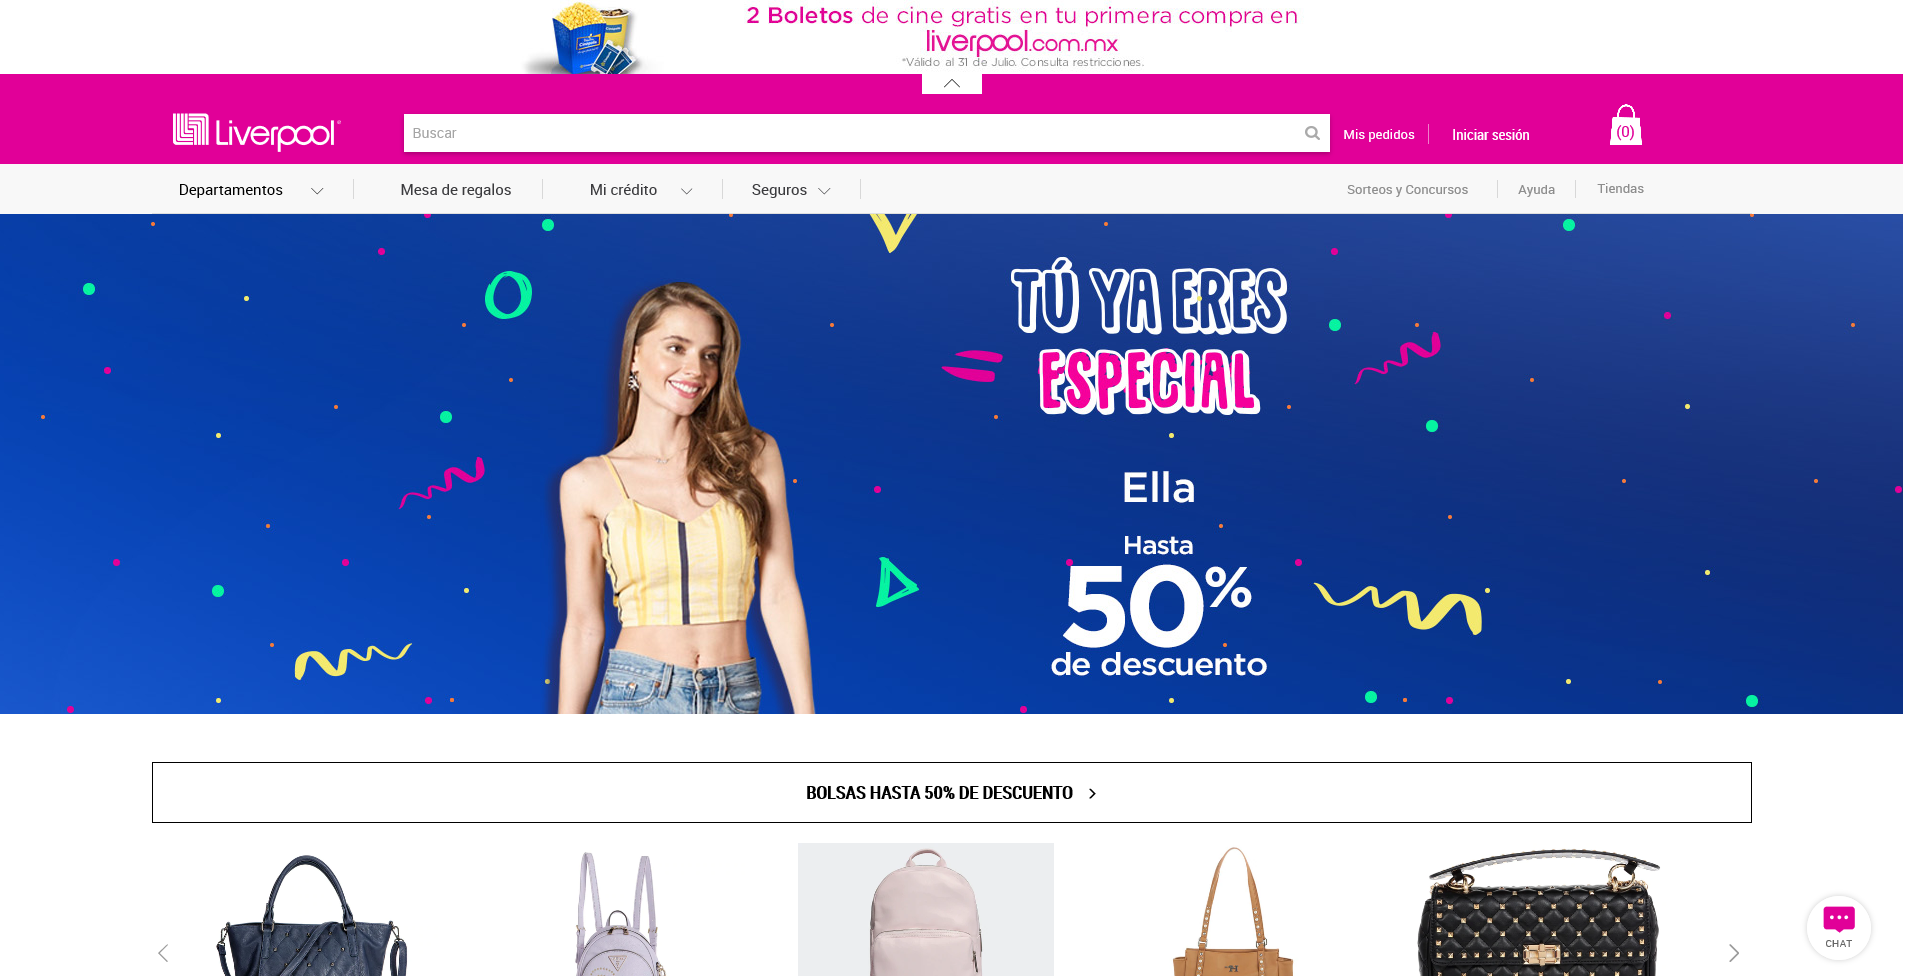 2 Boletos de cine gratis en tu primera compra en
liverpool.com.mx
*Válido al 31 de Julio. Consulta restricciones.
Liverpool®
Buscar
Mis pedidos
Iniciar sesión
(0)
Departamentos
Mesa de regalos
Mi crédito
Seguros
Sorteos y Concursos
Ayuda
Tiendas
TÚ YA ERES
ESPECIAL
Ella
Hasta
50%
de descuento
BOLSAS HASTA 50% DE DESCUENTO
CHAT